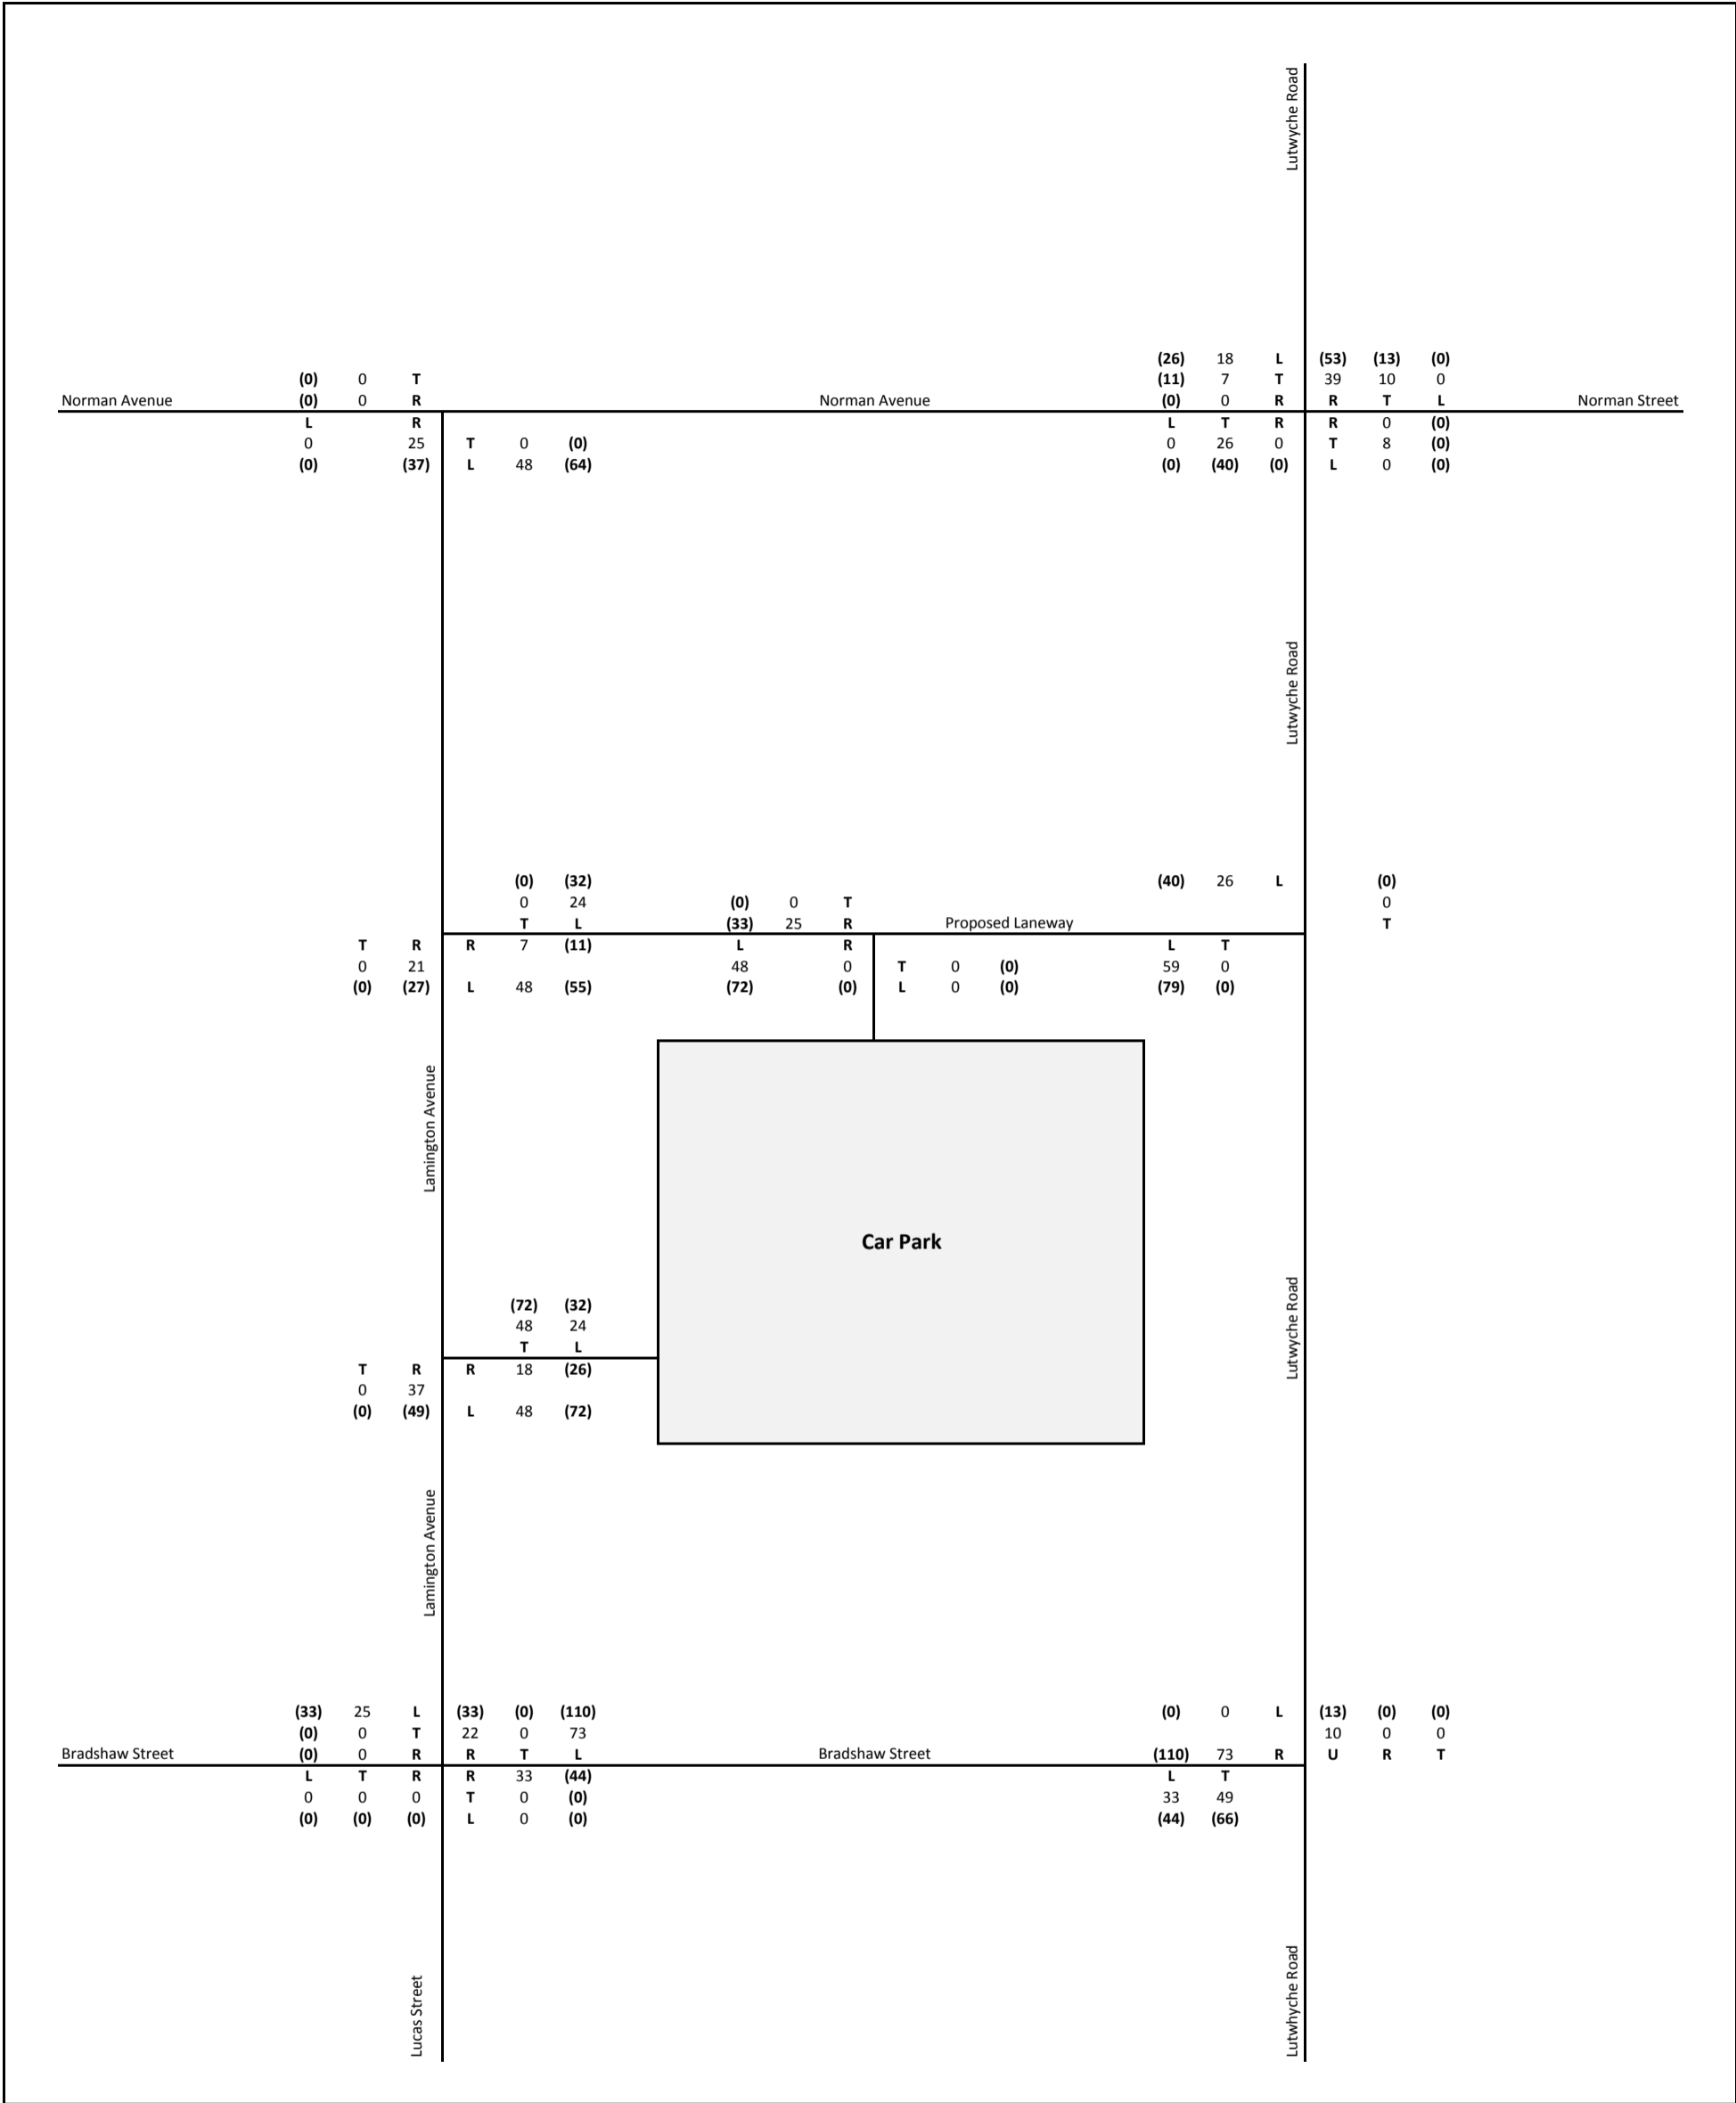 Lutwyche Road
(26) 18 L (53) (13) (0)
(0) 0 T (11) 7 T 39 10 0
Norman Avenue (0) 0 R Norman Avenue (0) 0 R R T L Norman Street
L R L T R R 0 (0)
0 25 T 0 (0) 0 26 0 T 8 (0)
(0) (37) L 48 (64) (0) (40) (0) L 0 (0)
Lutwyche Road
(0) (32) (40) 26 L (0)
0 24 (0) 0 T 0
T L (33) 25 R Proposed Laneway T
T R R 7 (11) L R L T
0 21 48 0 T 0 (0) 59 0
(0) (27) L 48 (55) (72) (0) L 0 (0) (79) (0)
Lamington Avenue
Car Park
Lutwyche Road
(72) (32)
48 24
T L
T R R 18 (26)
0 37
(0) (49) L 48 (72)
Lamington Avenue
(33) 25 L (33) (0) (110) (0) 0 L (13) (0) (0)
(0) 0 T 22 0 73 10 0 0
Bradshaw Street (0) 0 R R T L Bradshaw Street (110) 73 R U R T
L T R R 33 (44) L T
0 0 0 T 0 (0) 33 49
(0) (0) (0) L 0 (0) (44) (66)
Lucas Street
Lutwhyche Road